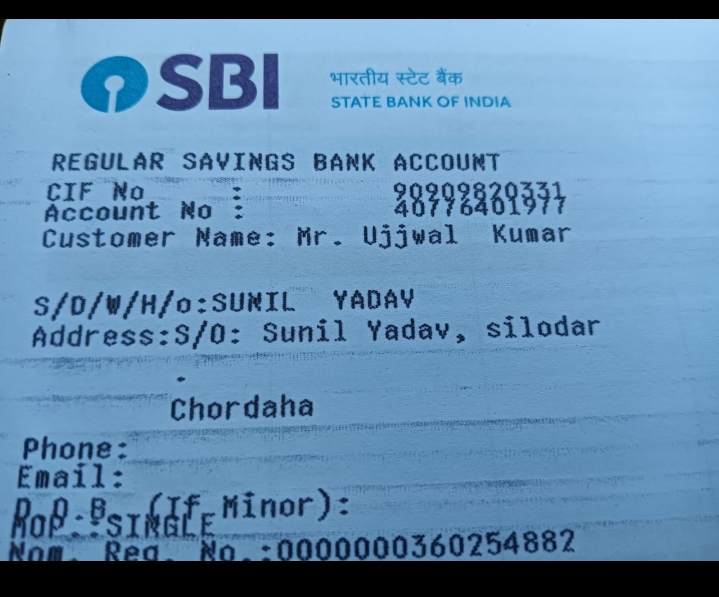 SBI
भारतीय स्टेट बैंक
STATE BANK OF INDIA
REGULAR SAVINGS BANK ACCOUNT
CIF No : 90909820331
Account No : 40776401977
Customer Name: Mr. Ujjwal Kumar
S/D/W/H/o:SUNIL YADAV
Address:S/O: Sunil Yadav, silodar
.
Chordaha
Phone:
Email:
D.O.B. (If Minor):
MOP.:SINGLE
Nom. Reg. No.:0000000360254882